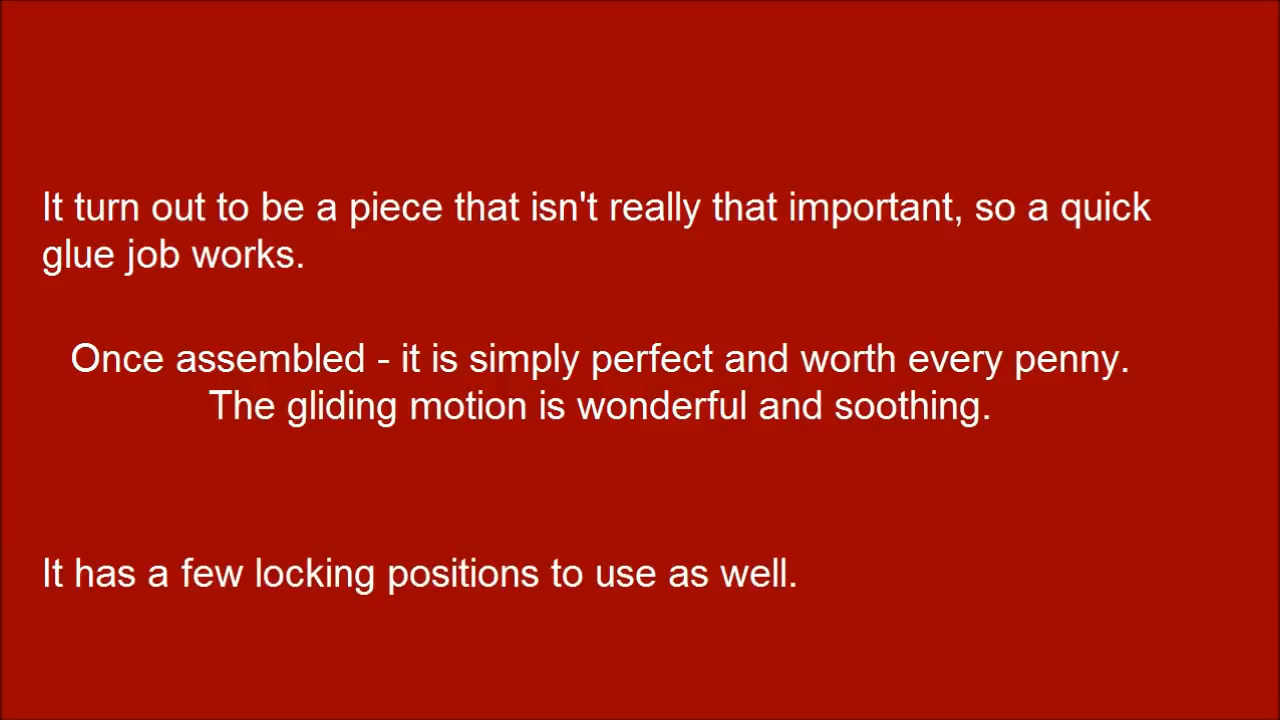 It turn out to be a piece that isn't really that important, so a quick
glue job works.
Once assembled - it is simply perfect and worth every penny.
The gliding motion is wonderful and soothing.
It has a few locking positions to use as well.